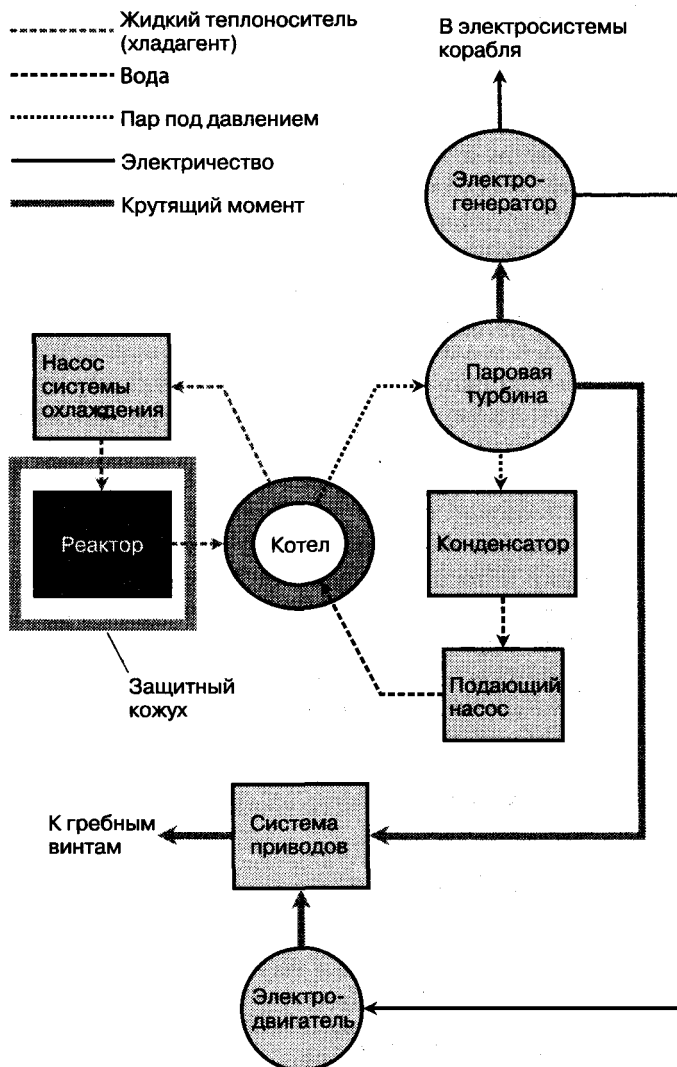 Жидкий теплоноситель
(хладагент)
Вода
Пар под давлением
Электричество
Крутящий момент
В электросистемы
корабля
Электро-
генератор
Насос
системы
охлаждения
Паровая
турбина
Реактор
Котел
Конденсатор
Защитный
кожух
Подающий
насос
К гребным
винтам
Система
приводов
Электро-
двигатель